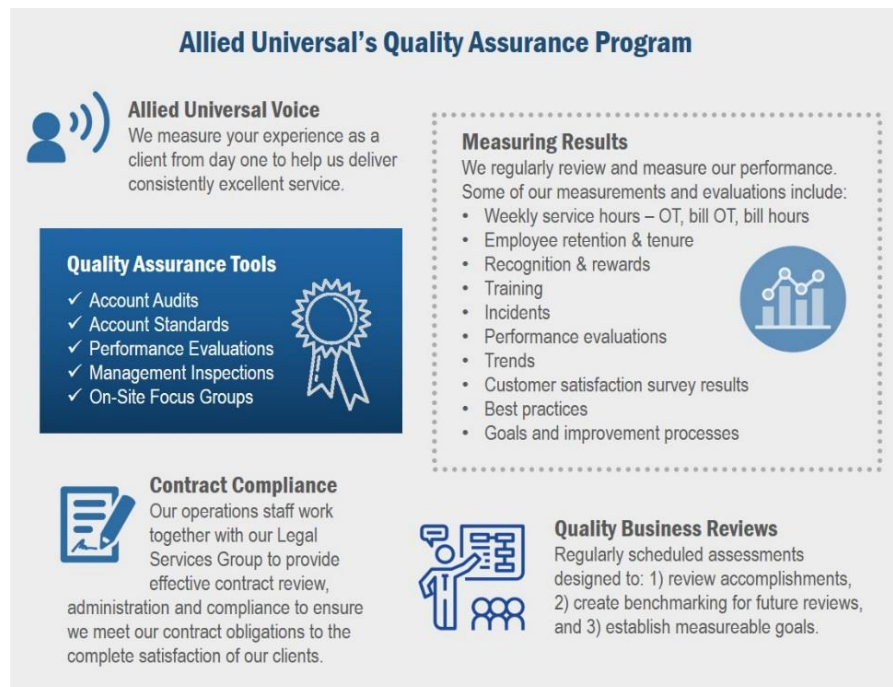 Allied Universal's Quality Assurance Program
Allied Universal Voice
We measure your experience as a
client from day one to help us deliver
consistently excellent service.
Quality Assurance Tools
✓ Account Audits
✓ Account Standards
✓ Performance Evaluations
✓ Management Inspections
✓ On-Site Focus Groups
Measuring Results
We regularly review and measure our performance.
Some of our measurements and evaluations include:
• Weekly service hours – OT, bill OT, bill hours
• Employee retention & tenure
• Recognition & rewards
• Training
• Incidents
• Performance evaluations
• Trends
• Customer satisfaction survey results
• Best practices
• Goals and improvement processes
Contract Compliance
Our operations staff work
together with our Legal
Services Group to provide
effective contract review,
administration and compliance to ensure
we meet our contract obligations to the
complete satisfaction of our clients.
Quality Business Reviews
Regularly scheduled assessments
designed to: 1) review accomplishments,
2) create benchmarking for future reviews,
and 3) establish measureable goals.